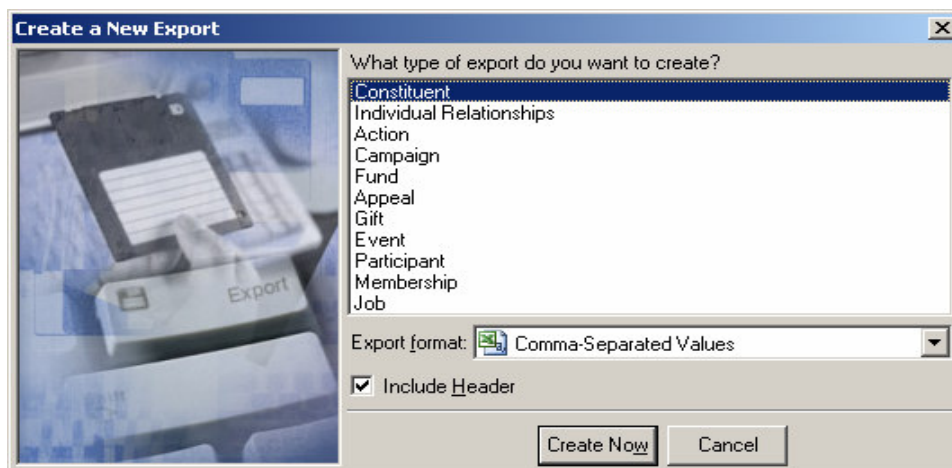 Create a New Export
What type of export do you want to create?
Constituent
Individual Relationships
Action
Campaign
Fund
Appeal
Gift
Event
Participant
Membership
Job
Export format: Comma-Separated Values
Include Header
Export
Create Now Cancel